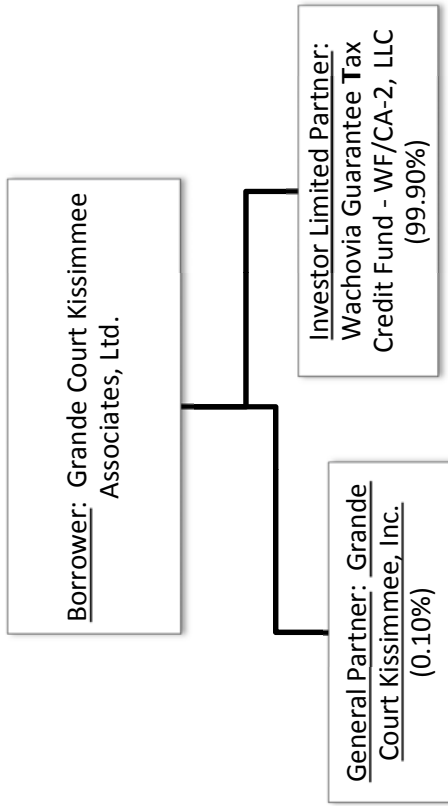 Borrower: Grande Court Kissimmee
Associates, Ltd.
General Partner: Grande
Court Kissimmee, Inc.
(0.10%)
Investor Limited Partner:
Wachovia Guarantee Tax
Credit Fund - WF/CA-2, LLC
(99.90%)